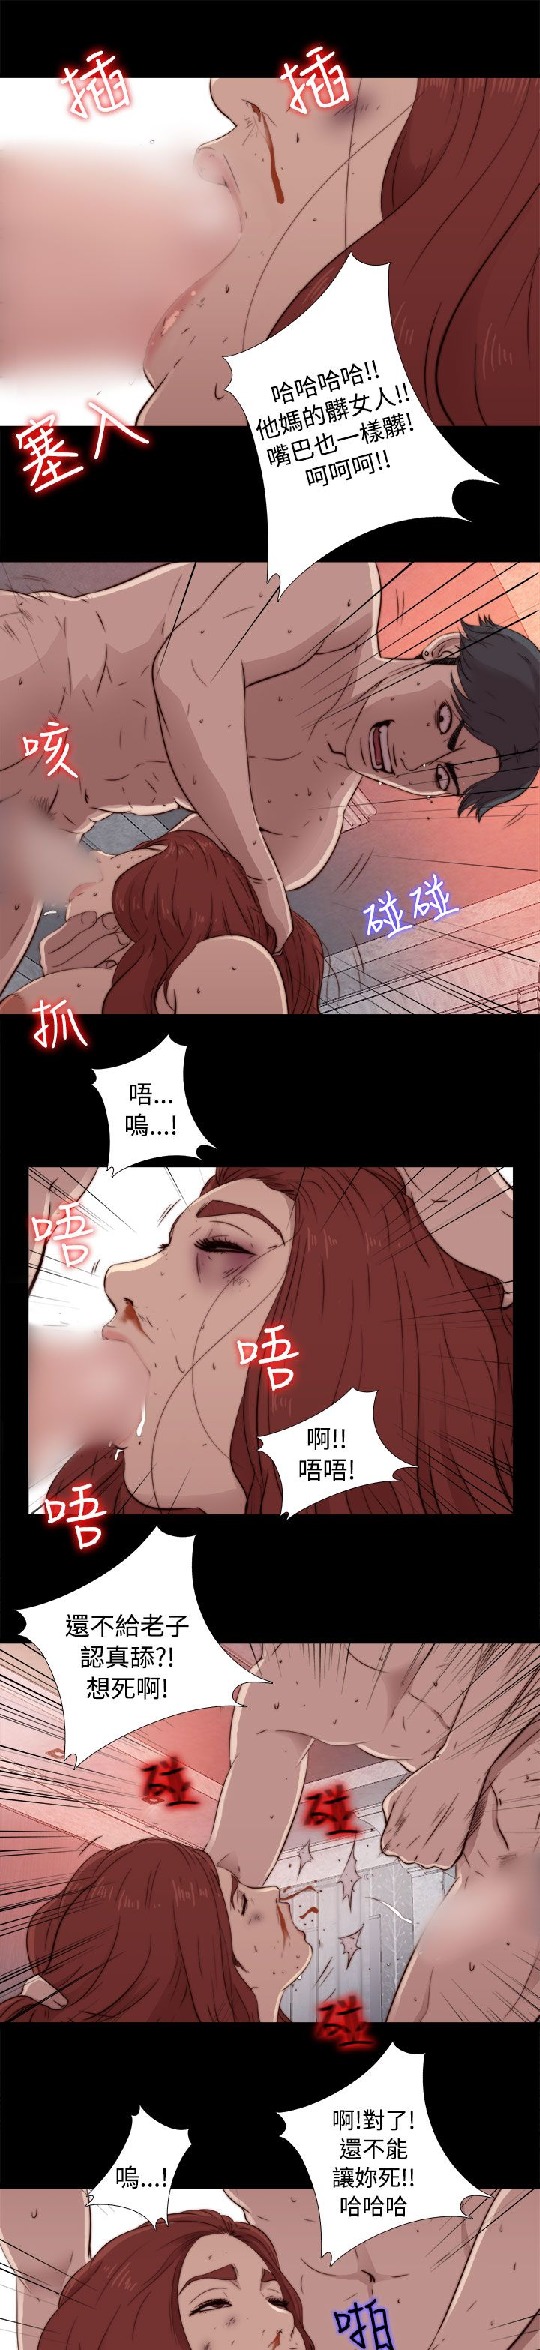 插 插
哈哈哈哈!!
他媽的髒女人!!
嘴巴也一樣髒!
呵呵呵!!
塞入
咳
碰碰
抓
唔...
嗚...!
唔
唔
啊!!
唔唔!
唔
還不給老子
認真舔?!
想死啊!
碰
碰
碰
啊!對了!
還不能
讓妳死!!
哈哈哈
嗚...!
啪